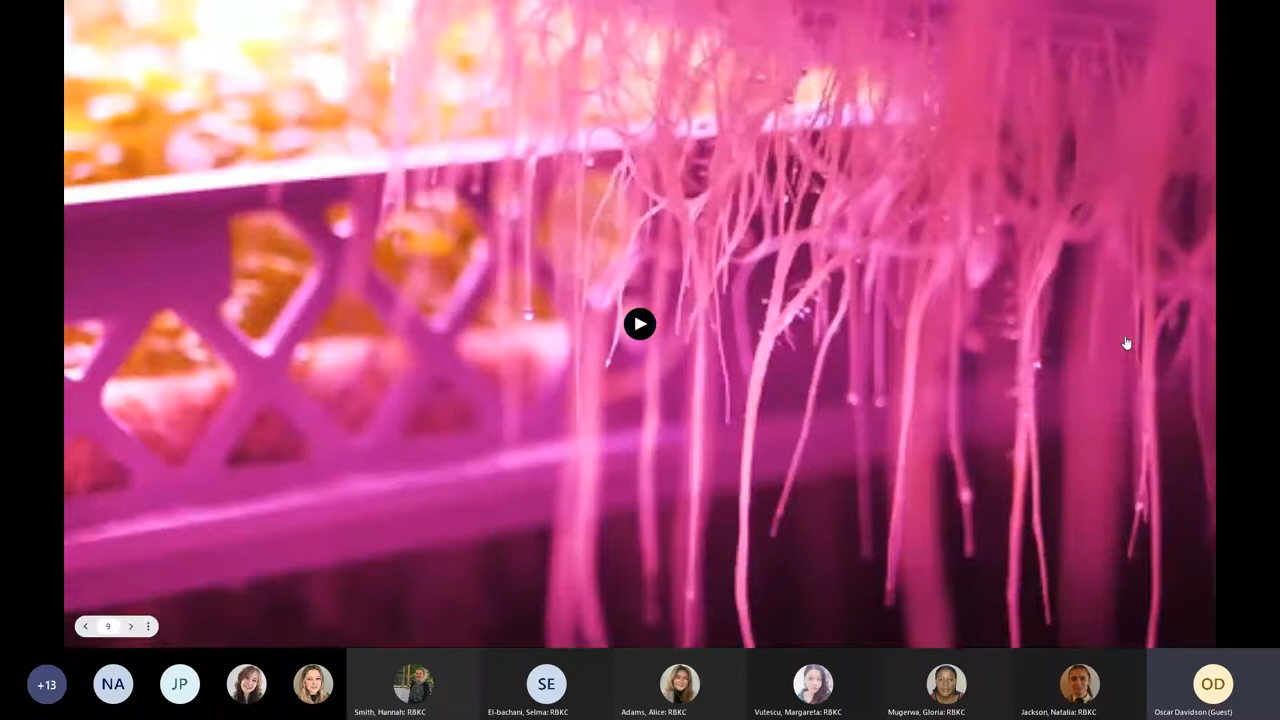 9
+13
NA
JP
SE
OD
Smith, Hannah: RBKC
El-bachani, Selma: RBKC
Adams, Alice: RBKC
Vutescu, Margareta: RBKC
Mugerwa, Gloria: RBKC
Jackson, Natalia: RBKC
Oscar Davidson (Guest)